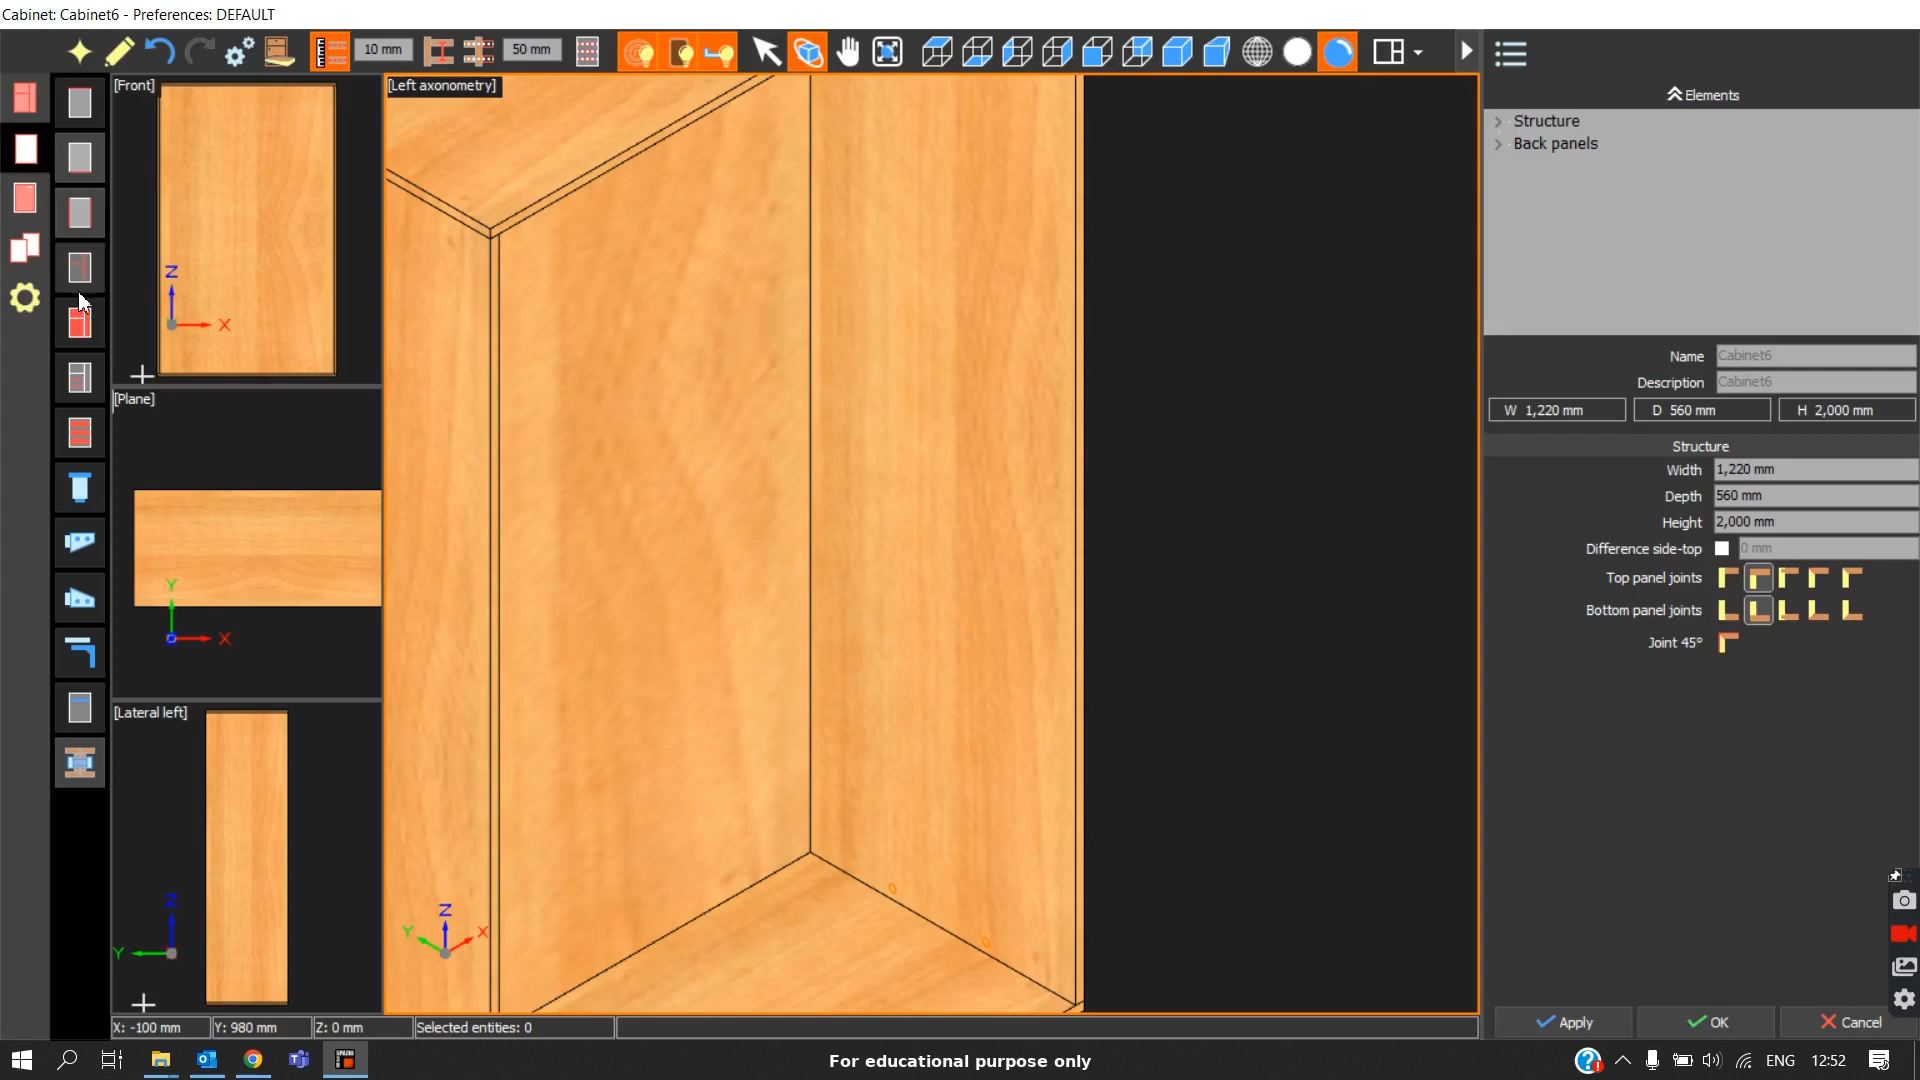 Cabinet: Cabinet6 - Preferences: DEFAULT
10 mm
50 mm
[Front]
[Left axonometry]
Elements
Structure
Back panels
Z
X
Name Cabinet6
Description Cabinet6
[Plane]
W 1,220 mm D 560 mm H 2,000 mm
Structure
Width 1,220 mm
Depth 560 mm
Height 2,000 mm
Difference side-top 0 mm
Top panel joints
Bottom panel joints
Joint 45°
Y
X
[Lateral left]
Z
Y
Z
Y
X
X: -100 mm Y: 980 mm Z: 0 mm Selected entities: 0
Apply OK Cancel
For educational purpose only
ENG 12:52